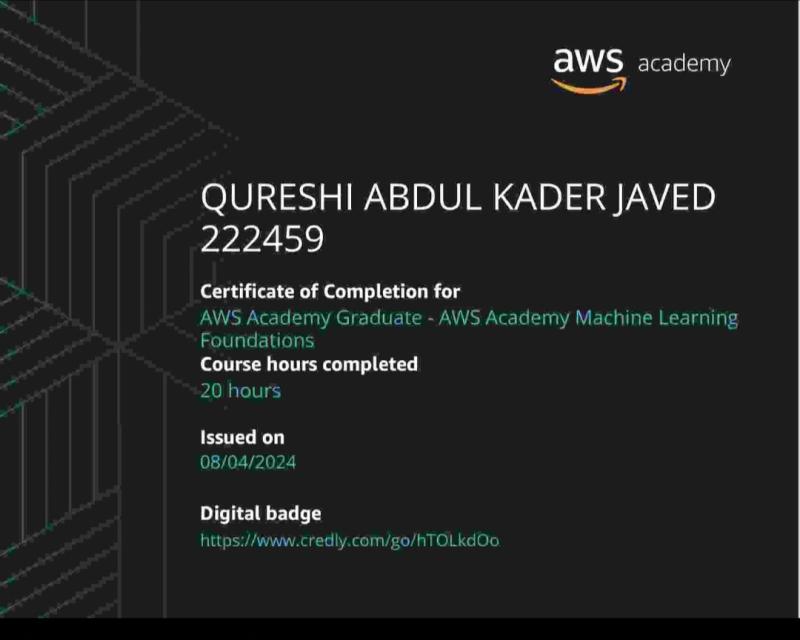 aws academy
QURESHI ABDUL KADER JAVED
222459
Certificate of Completion for
AWS Academy Graduate - AWS Academy Machine Learning
Foundations
Course hours completed
20 hours
Issued on
08/04/2024
Digital badge
https://www.credly.com/go/hTOLkdOo